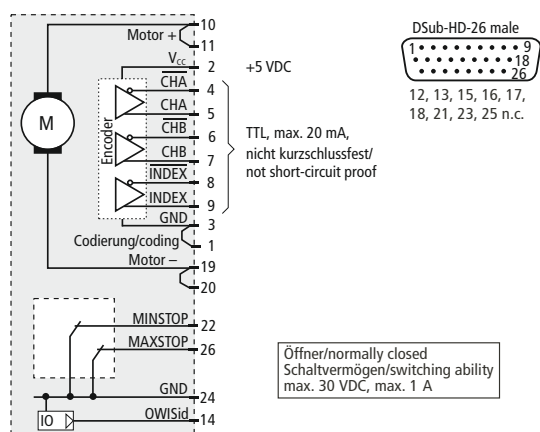 10
Motor +
11
Vcc
2
+5 VDC
CHA
4
CHA
5
CHB
6
CHB
7
INDEX
8
INDEX
9
GND
3
Codierung/coding
1
Motor –
19
20
M
Encoder
TTL, max. 20 mA,
nicht kurzschlussfest/
not short-circuit proof
DSub-HD-26 male
1
9
18
26
12, 13, 15, 16, 17,
18, 21, 23, 25 n.c.
MINSTOP
22
MAXSTOP
26
Öffner/normally closed
Schaltvermögen/switching ability
max. 30 VDC, max. 1 A
GND
24
IO
OWISid
14